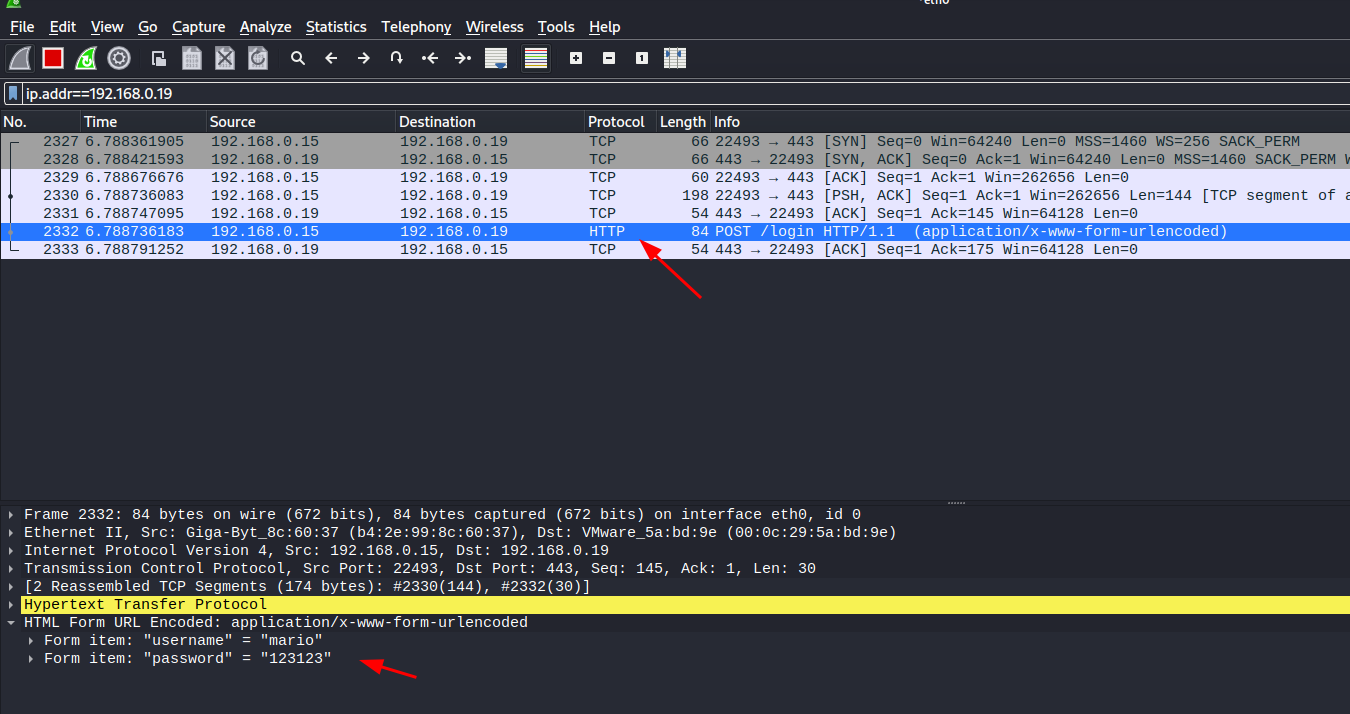 *eth0
File Edit View Go Capture Analyze Statistics Telephony Wireless Tools Help
ip.addr==192.168.0.19
No. Time Source Destination Protocol Length Info
2327 6.788361905 192.168.0.15 192.168.0.19 TCP 66 22493 → 443 [SYN] Seq=0 Win=64240 Len=0 MSS=1460 WS=256 SACK_PERM
2328 6.788421593 192.168.0.19 192.168.0.15 TCP 66 443 → 22493 [SYN, ACK] Seq=0 Ack=1 Win=64240 Len=0 MSS=1460 SACK_PERM W
2329 6.788676676 192.168.0.15 192.168.0.19 TCP 60 22493 → 443 [ACK] Seq=1 Ack=1 Win=262656 Len=0
2330 6.788736083 192.168.0.15 192.168.0.19 TCP 198 22493 → 443 [PSH, ACK] Seq=1 Ack=1 Win=262656 Len=144 [TCP segment of a
2331 6.788747095 192.168.0.19 192.168.0.15 TCP 54 443 → 22493 [ACK] Seq=1 Ack=145 Win=64128 Len=0
2332 6.788736183 192.168.0.15 192.168.0.19 HTTP 84 POST /login HTTP/1.1 (application/x-www-form-urlencoded)
2333 6.788791252 192.168.0.19 192.168.0.15 TCP 54 443 → 22493 [ACK] Seq=1 Ack=175 Win=64128 Len=0
Frame 2332: 84 bytes on wire (672 bits), 84 bytes captured (672 bits) on interface eth0, id 0
Ethernet II, Src: Giga-Byt_8c:60:37 (b4:2e:99:8c:60:37), Dst: VMware_5a:bd:9e (00:0c:29:5a:bd:9e)
Internet Protocol Version 4, Src: 192.168.0.15, Dst: 192.168.0.19
Transmission Control Protocol, Src Port: 22493, Dst Port: 443, Seq: 145, Ack: 1, Len: 30
[2 Reassembled TCP Segments (174 bytes): #2330(144), #2332(30)]
Hypertext Transfer Protocol
HTML Form URL Encoded: application/x-www-form-urlencoded
Form item: "username" = "mario"
Form item: "password" = "123123"